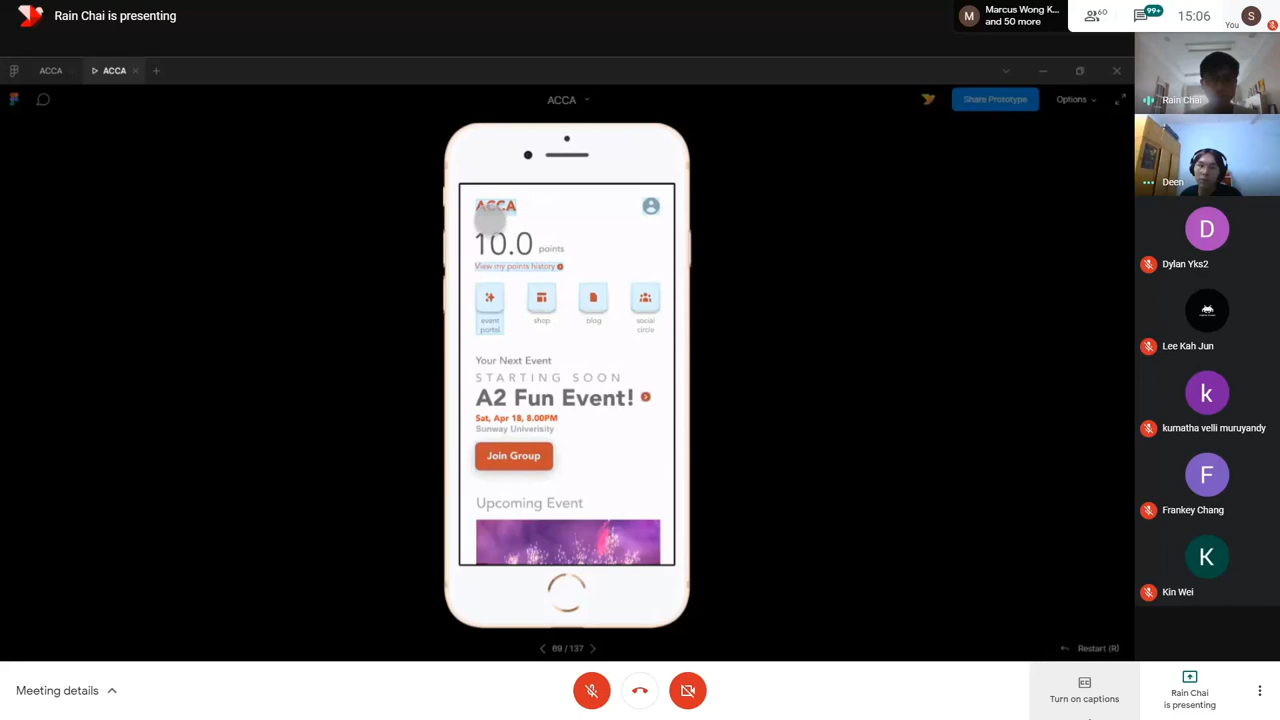 Rain Chai is presenting
M
Marcus Wong K...
and 50 more
60
99+
15:06
S
You
ACCA
ACCA
ACCA
Share Prototype
Options
Rain Chai
Deen
D
Dylan Yks2
Lee Kah Jun
k
kumatha velli muruyandy
F
Frankey Chang
K
Kin Wei
ACCA
10.0 points
View my points history
event
portal
shop
blog
social
circle
Your Next Event
STARTING SOON
A2 Fun Event!
Sat, Apr 18, 8.00PM
Sunway Univerisity
Join Group
Upcoming Event
69 / 137
Restart (R)
Meeting details
CC
Turn on captions
Rain Chai
is presenting